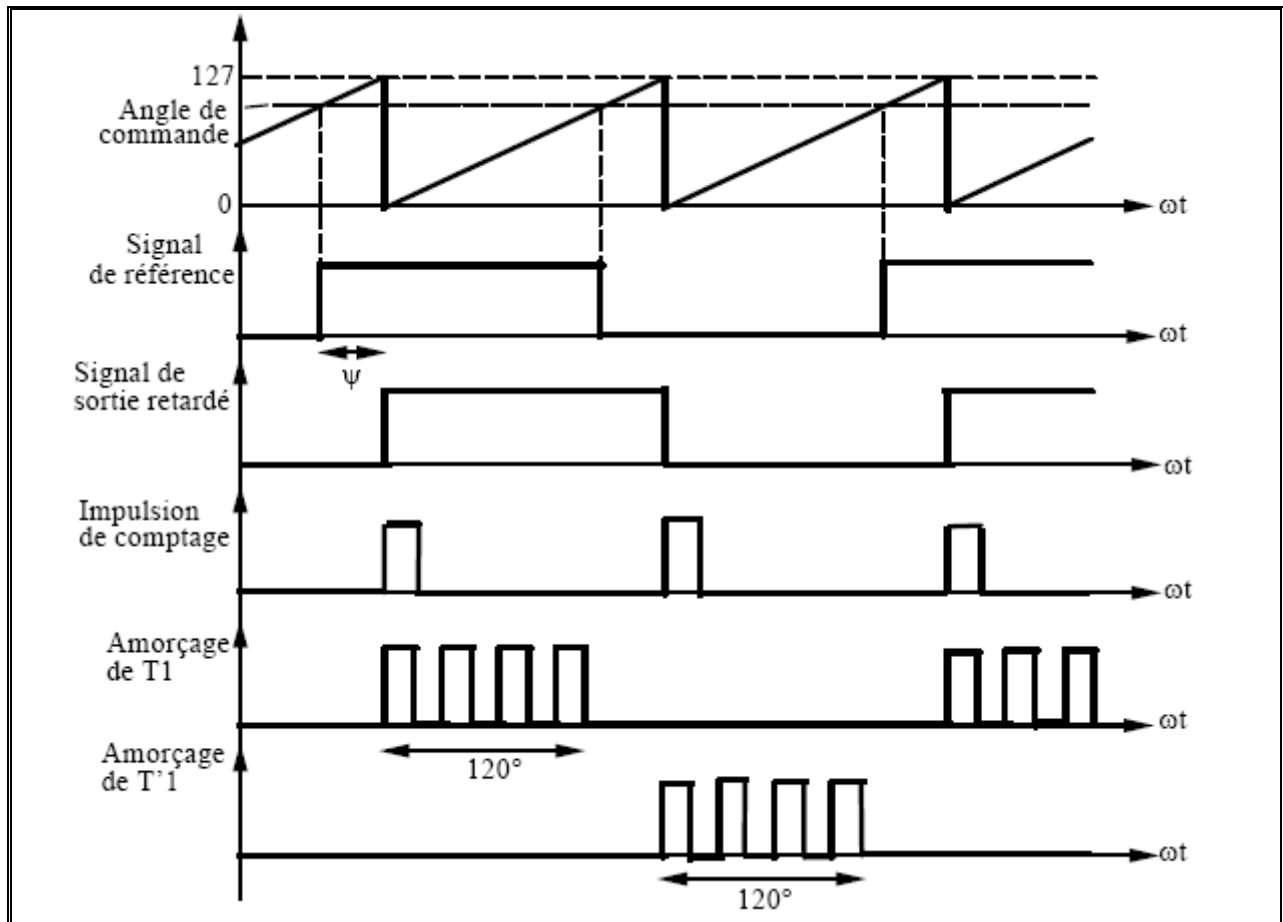 127
Angle de
commande
0
ωt
Signal
de référence
ωt
ψ
Signal de
sortie retardé
ωt
Impulsion
de comptage
ωt
Amorçage
de T1
ωt
120°
Amorçage
de T’1
ωt
120°